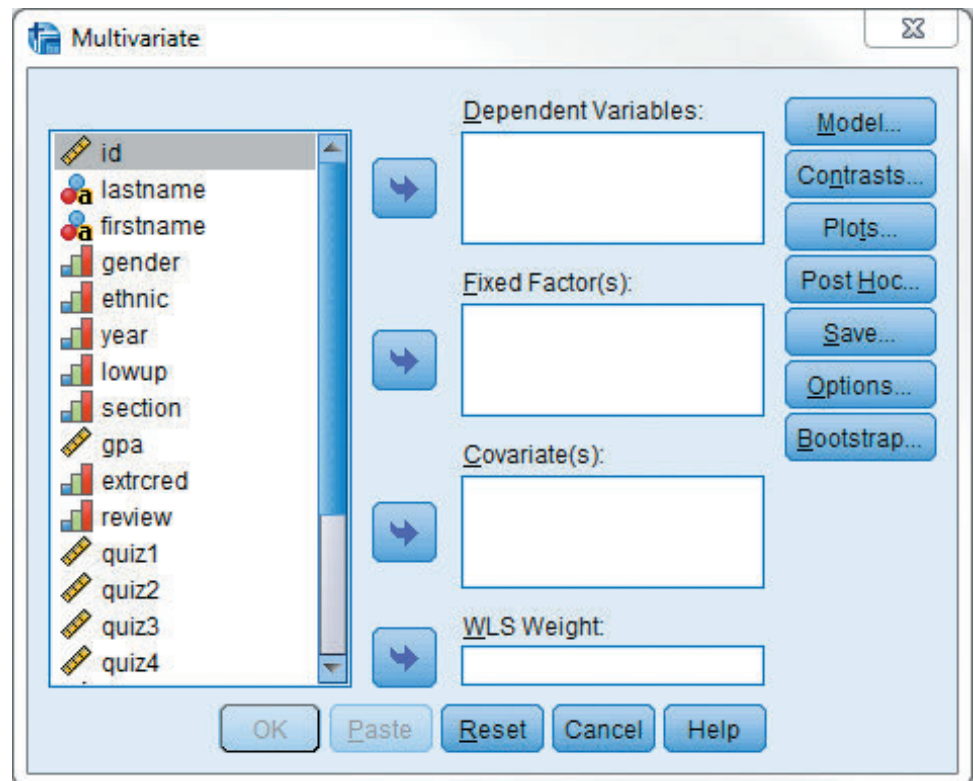 Multivariate
id
lastname
firstname
gender
ethnic
year
lowup
section
gpa
extrcred
review
quiz1
quiz2
quiz3
quiz4
Dependent Variables:
Fixed Factor(s):
Covariate(s):
WLS Weight:
Model...
Contrasts...
Plots...
Post Hoc...
Save...
Options...
Bootstrap...
OK Paste Reset Cancel Help